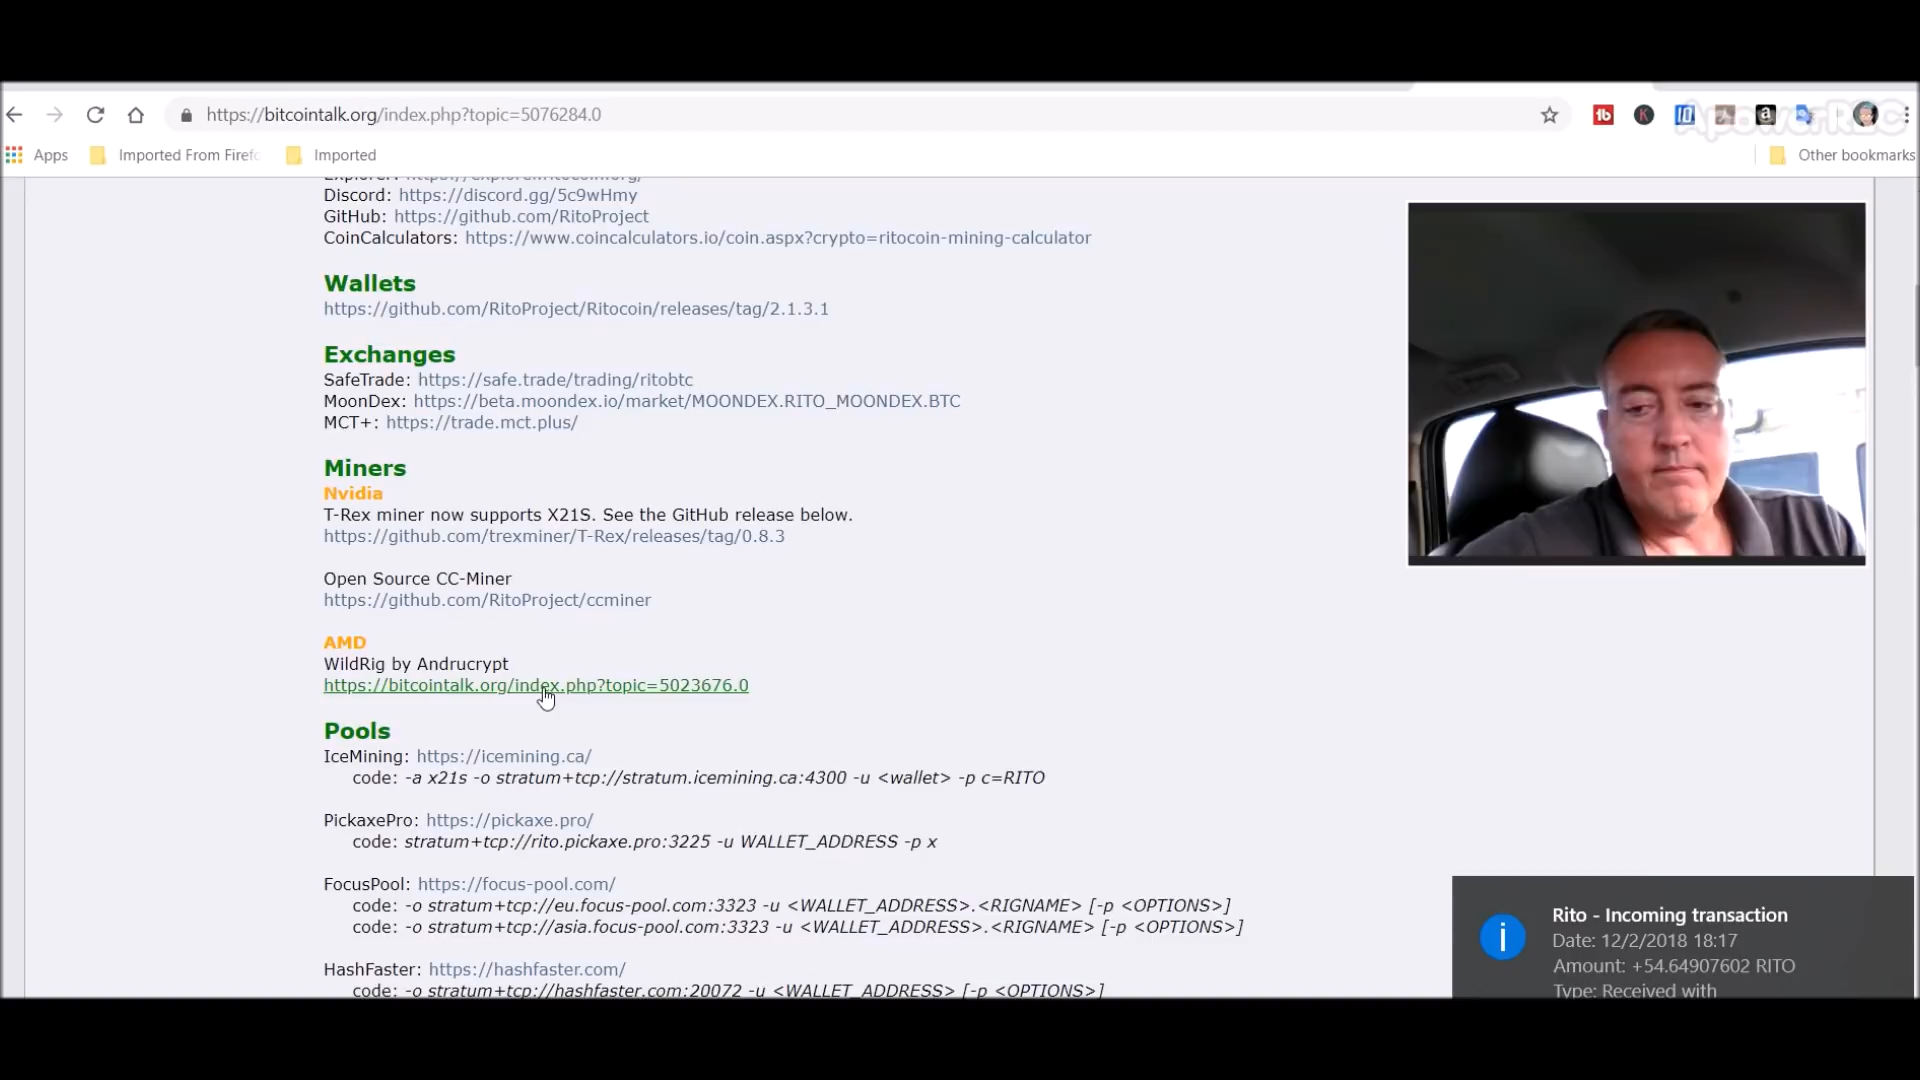 https://bitcointalk.org/index.php?topic=5076284.0
ApowerREC
Apps
Imported From Firefo
Imported
Other bookmarks
Discord: https://discord.gg/5c9wHmy
GitHub: https://github.com/RitoProject
CoinCalculators: https://www.coincalculators.io/coin.aspx?crypto=ritocoin-mining-calculator
Wallets
https://github.com/RitoProject/Ritocoin/releases/tag/2.1.3.1
Exchanges
SafeTrade: https://safe.trade/trading/ritobtc
MoonDex: https://beta.moondex.io/market/MOONDEX.RITO_MOONDEX.BTC
MCT+: https://trade.mct.plus/
Miners
Nvidia
T-Rex miner now supports X21S. See the GitHub release below.
https://github.com/trexminer/T-Rex/releases/tag/0.8.3
Open Source CC-Miner
https://github.com/RitoProject/ccminer
AMD
WildRig by Andrucrypt
https://bitcointalk.org/index.php?topic=5023676.0
Pools
IceMining: https://icemining.ca/
code: -a x21s -o stratum+tcp://stratum.icemining.ca:4300 -u <wallet> -p c=RITO
PickaxePro: https://pickaxe.pro/
code: stratum+tcp://rito.pickaxe.pro:3225 -u WALLET_ADDRESS -p x
FocusPool: https://focus-pool.com/
code: -o stratum+tcp://eu.focus-pool.com:3323 -u <WALLET_ADDRESS>.<RIGNAME> [-p <OPTIONS>]
code: -o stratum+tcp://asia.focus-pool.com:3323 -u <WALLET_ADDRESS>.<RIGNAME> [-p <OPTIONS>]
HashFaster: https://hashfaster.com/
code: -o stratum+tcp://hashfaster.com:20072 -u <WALLET_ADDRESS> [-p <OPTIONS>]
Rito - Incoming transaction
Date: 12/2/2018 18:17
Amount: +54.64907602 RITO
Type: Received with